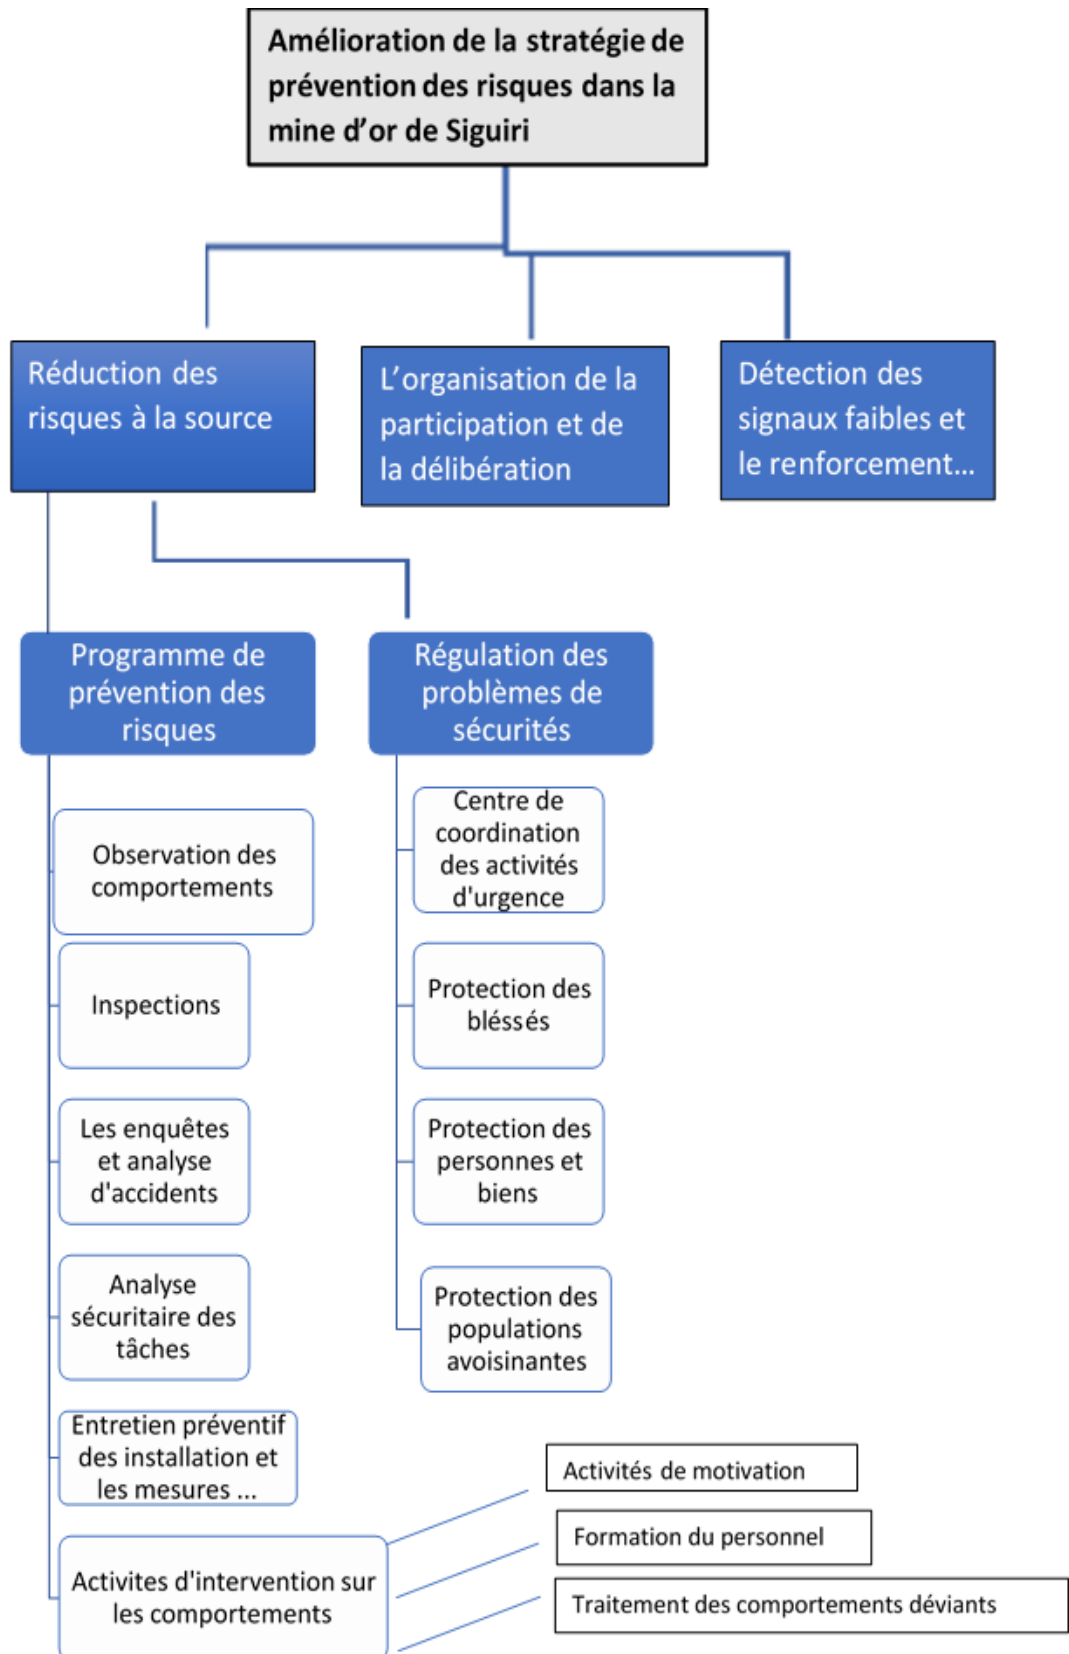 Amélioration de la stratégie de
prévention des risques dans la
mine d'or de Siguiri
Réduction des
risques à la source
L'organisation de la
participation et de
la délibération
Détection des
signaux faibles et
le renforcement...
Programme de
prévention des
risques
Régulation des
problèmes de
sécurités
Observation des
comportements
Inspections
Les enquêtes
et analyse
d'accidents
Analyse
sécuritaire des
tâches
Entretien préventif
des installation et
les mesures ...
Activites d'intervention sur
les comportements
Centre de
coordination
des activités
d'urgence
Protection des
bléssés
Protection des
personnes et
biens
Protection des
populations
avoisinantes
Activités de motivation
Formation du personnel
Traitement des comportements déviants